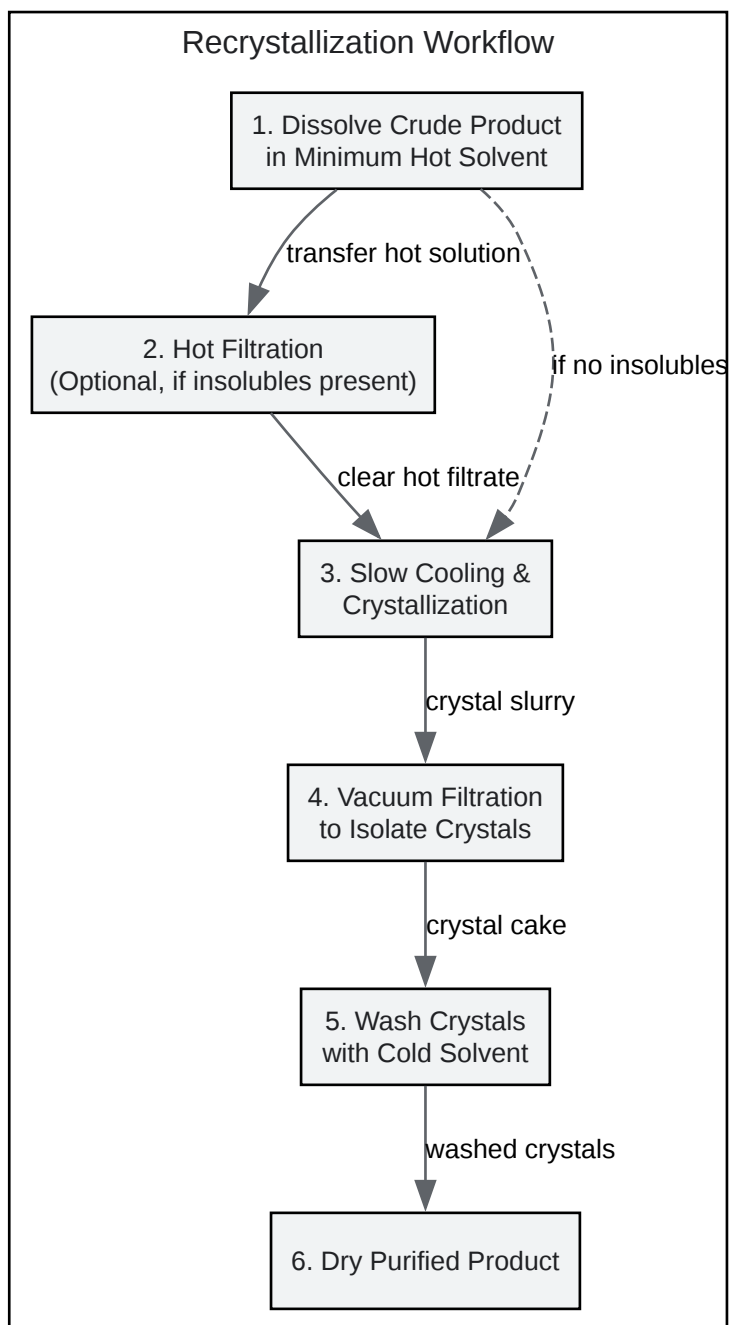 Recrystallization Workflow
1. Dissolve Crude Product
in Minimum Hot Solvent
transfer hot solution
2. Hot Filtration
(Optional, if insolubles present)
if no insolubles
clear hot filtrate
3. Slow Cooling &
Crystallization
crystal slurry
4. Vacuum Filtration
to Isolate Crystals
crystal cake
5. Wash Crystals
with Cold Solvent
washed crystals
6. Dry Purified Product